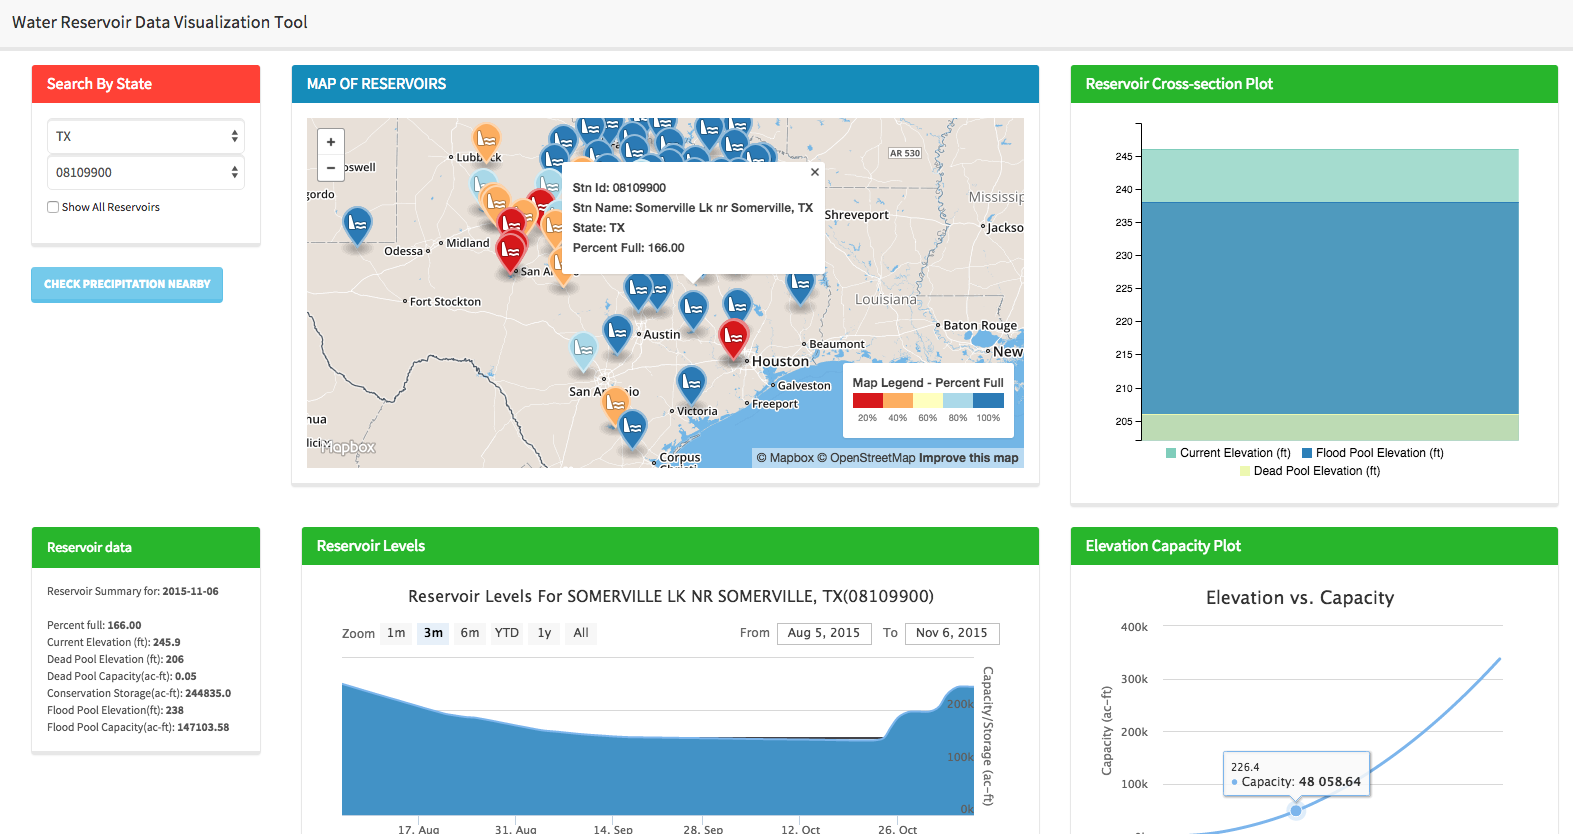 Water Reservoir Data Visualization Tool
Search By State
TX
08109900
Show All Reservoirs
CHECK PRECIPITATION NEARBY
MAP OF RESERVOIRS
+
−
Lubbock
oswell
gordo
Odessa
Midland
San A
Fort Stockton
Austin
San A io
Victoria
Houston
Beaumont
Galveston
Freeport
Corpus
Shreveport
AR 530
Mississip
Jackso
Louisiana
Baton Rouge
New
ua
Mapbox
×
Stn Id: 08109900
Stn Name: Somerville Lk nr Somerville, TX
State: TX
Percent Full: 166.00
Map Legend - Percent Full
20% 40% 60% 80% 100%
© Mapbox © OpenStreetMap Improve this map
Reservoir Cross-section Plot
245
240
235
230
225
220
215
210
205
Current Elevation (ft) Flood Pool Elevation (ft)
Dead Pool Elevation (ft)
Reservoir data
Reservoir Summary for: 2015-11-06
Percent full: 166.00
Current Elevation (ft): 245.9
Dead Pool Elevation (ft): 206
Dead Pool Capacity(ac-ft): 0.05
Conservation Storage(ac-ft): 244835.0
Flood Pool Elevation(ft): 238
Flood Pool Capacity(ac-ft): 147103.58
Reservoir Levels
Reservoir Levels For SOMERVILLE LK NR SOMERVILLE, TX(08109900)
Zoom 1m 3m 6m YTD 1y All
From Aug 5, 2015 To Nov 6, 2015
200k
100k
0k
Capacity/Storage (ac-ft)
17. Aug 31. Aug 14. Sep 28. Sep 12. Oct 26. Oct
Elevation Capacity Plot
Elevation vs. Capacity
400k
300k
200k
100k
Capacity (ac-ft)
226.4
Capacity: 48 058.64